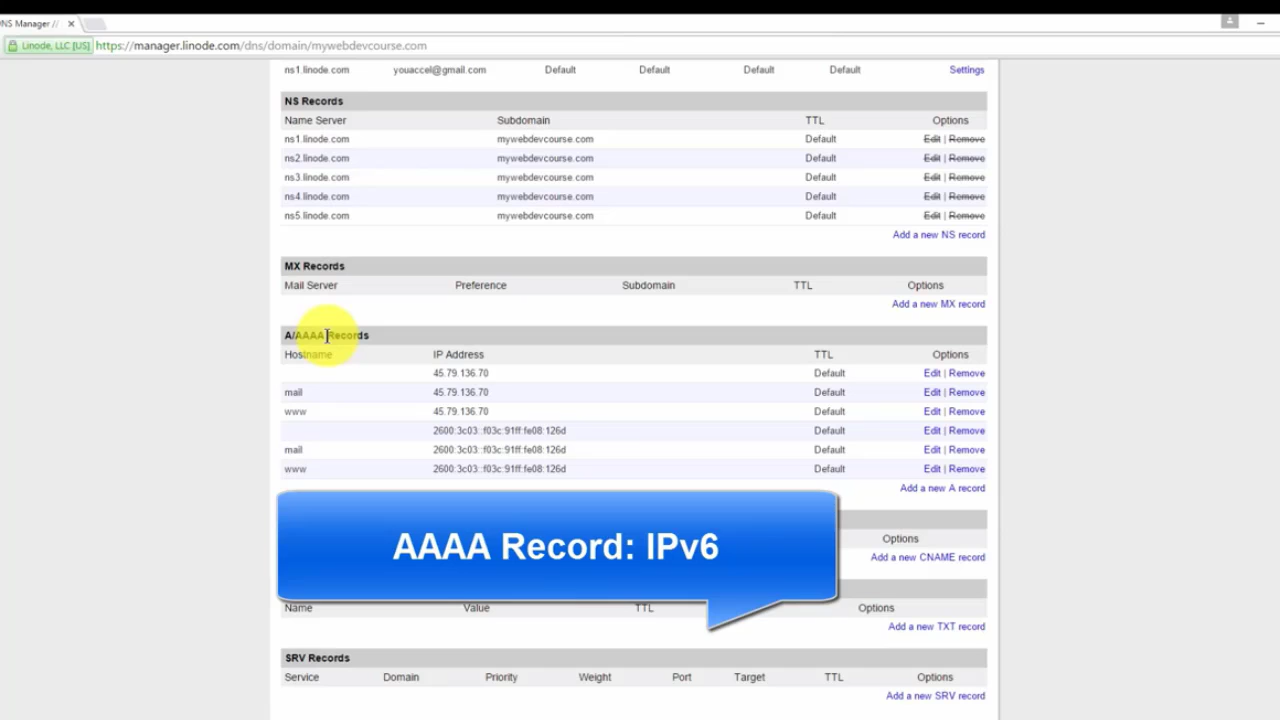 NS Manager //
Linode, LLC [US] https://manager.linode.com/dns/domain/mywebdevcourse.com
ns1.linode.com youaccel@gmail.com Default Default Default Default Settings
NS Records
Name Server Subdomain TTL Options
ns1.linode.com mywebdevcourse.com Default Edit | Remove
ns2.linode.com mywebdevcourse.com Default Edit | Remove
ns3.linode.com mywebdevcourse.com Default Edit | Remove
ns4.linode.com mywebdevcourse.com Default Edit | Remove
ns5.linode.com mywebdevcourse.com Default Edit | Remove
Add a new NS record
MX Records
Mail Server Preference Subdomain TTL Options
Add a new MX record
A/AAAA Records
Hostname IP Address TTL Options
45.79.136.70 Default Edit | Remove
mail 45.79.136.70 Default Edit | Remove
www 45.79.136.70 Default Edit | Remove
2600:3c03::f03c:91ff:fe08:126d Default Edit | Remove
mail 2600:3c03::f03c:91ff:fe08:126d Default Edit | Remove
www 2600:3c03::f03c:91ff:fe08:126d Default Edit | Remove
Add a new A record
AAAA Record: IPv6
Options
Add a new CNAME record
Name Value TTL Options
Add a new TXT record
SRV Records
Service Domain Priority Weight Port Target TTL Options
Add a new SRV record